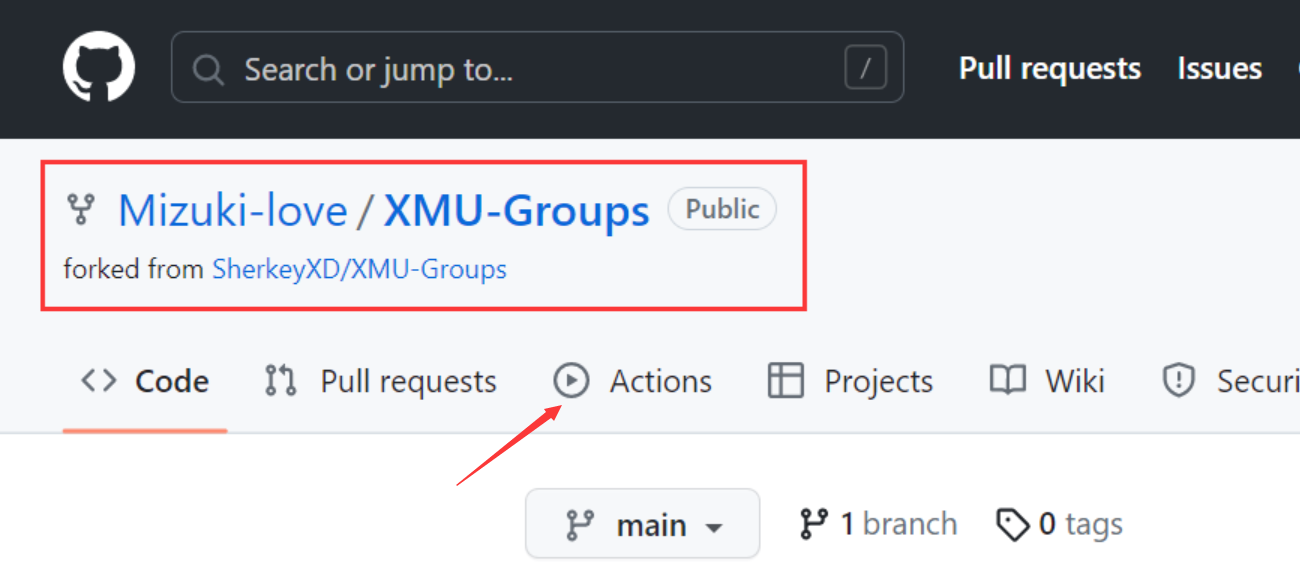 Search or jump to... / Pull requests Issues
Mizuki-love / XMU-Groups Public
forked from SherkeyXD/XMU-Groups
Code Pull requests Actions Projects Wiki Securi
main 1 branch 0 tags